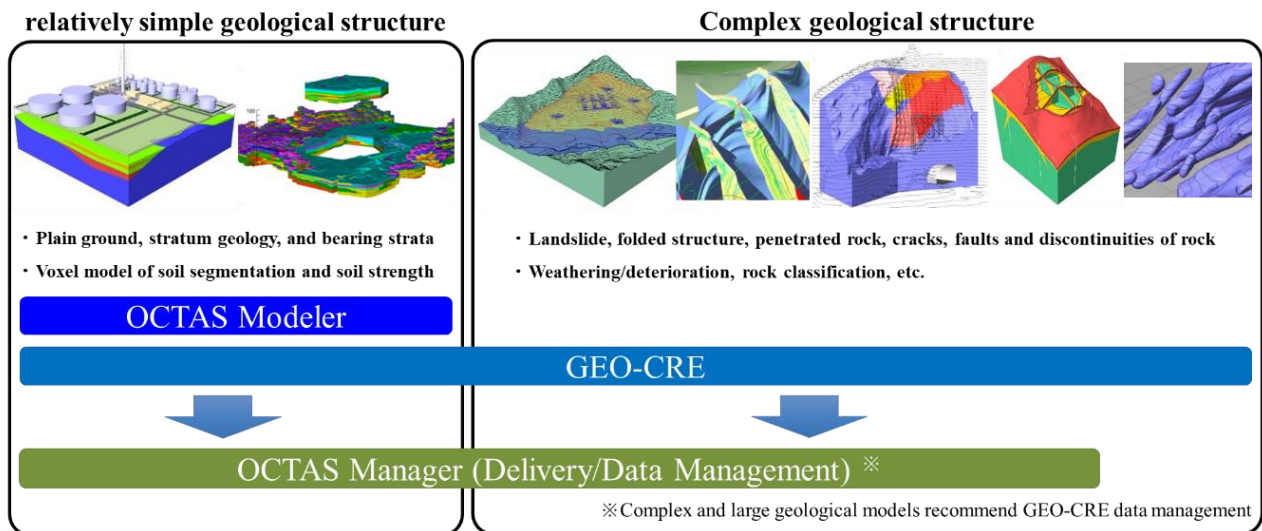 relatively simple geological structure
Complex geological structure
・Plain ground, stratum geology, and bearing strata
・Voxel model of soil segmentation and soil strength
・Landslide, folded structure, penetrated rock, cracks, faults and discontinuities of rock
・Weathering/deterioration, rock classification, etc.
OCTAS Modeler
GEO-CRE
OCTAS Manager (Delivery/Data Management) ※
※Complex and large geological models recommend GEO-CRE data management